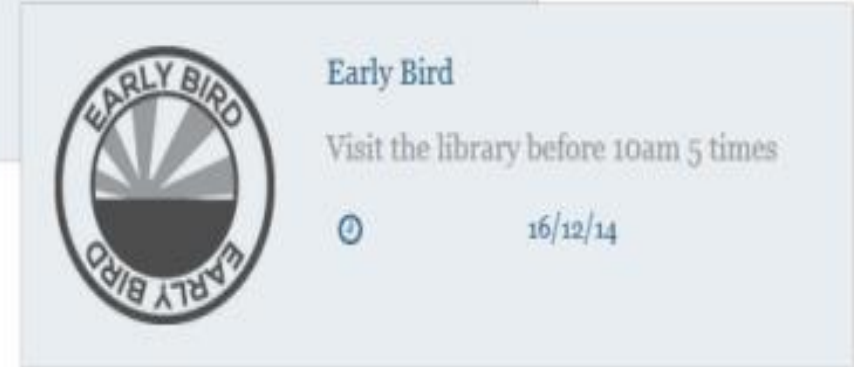 EARLY BIRD
EARLY BIRD
Early Bird
Visit the library before 10am 5 times
16/12/14